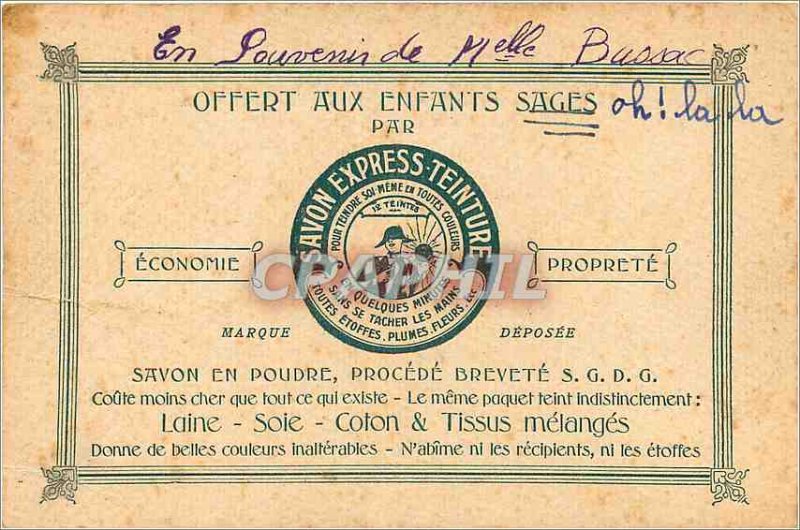 En Souvenir de Melle Bussac
OFFERT AUX ENFANTS SAGES oh! la la
PAR
SAVON EXPRESS-TEINTURE
POUR TEINDRE SOI-MÊME EN TOUTES COULEURS
12 TEINTES
EN QUELQUES MINUTES
SANS SE TACHER LES MAINS
TOUTES ÉTOFFES, PLUMES, FLEURS, Etc
ÉCONOMIE
PROPRETÉ
CARPHIL
MARQUE DÉPOSÉE
SAVON EN POUDRE, PROCÉDÉ BREVETÉ S. G. D. G.
Coûte moins cher que tout ce qui existe - Le même paquet teint indistinctement :
Laine - Soie - Coton & Tissus mélangés
Donne de belles couleurs inaltérables - N'abîme ni les récipients, ni les étoffes